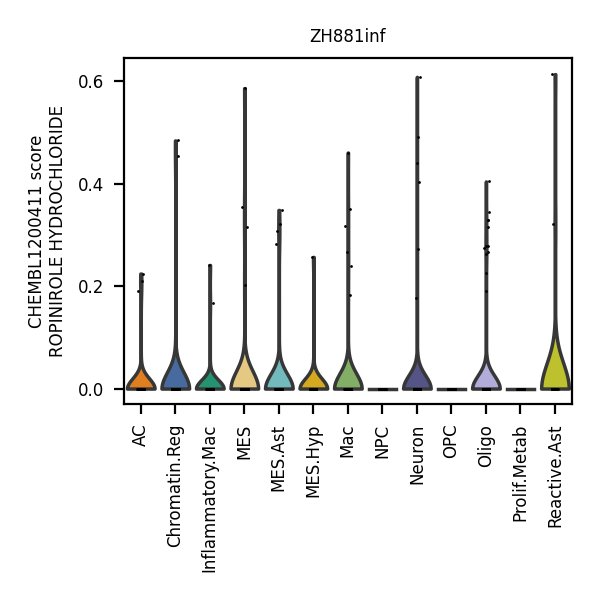 ZH881inf
CHEMBL1200411 score
ROPINIROLE HYDROCHLORIDE
0.6
0.4
0.2
0.0
AC
Chromatin.Reg
Inflammatory.Mac
MES
MES.Ast
MES.Hyp
Mac
NPC
Neuron
OPC
Oligo
Prolif.Metab
Reactive.Ast